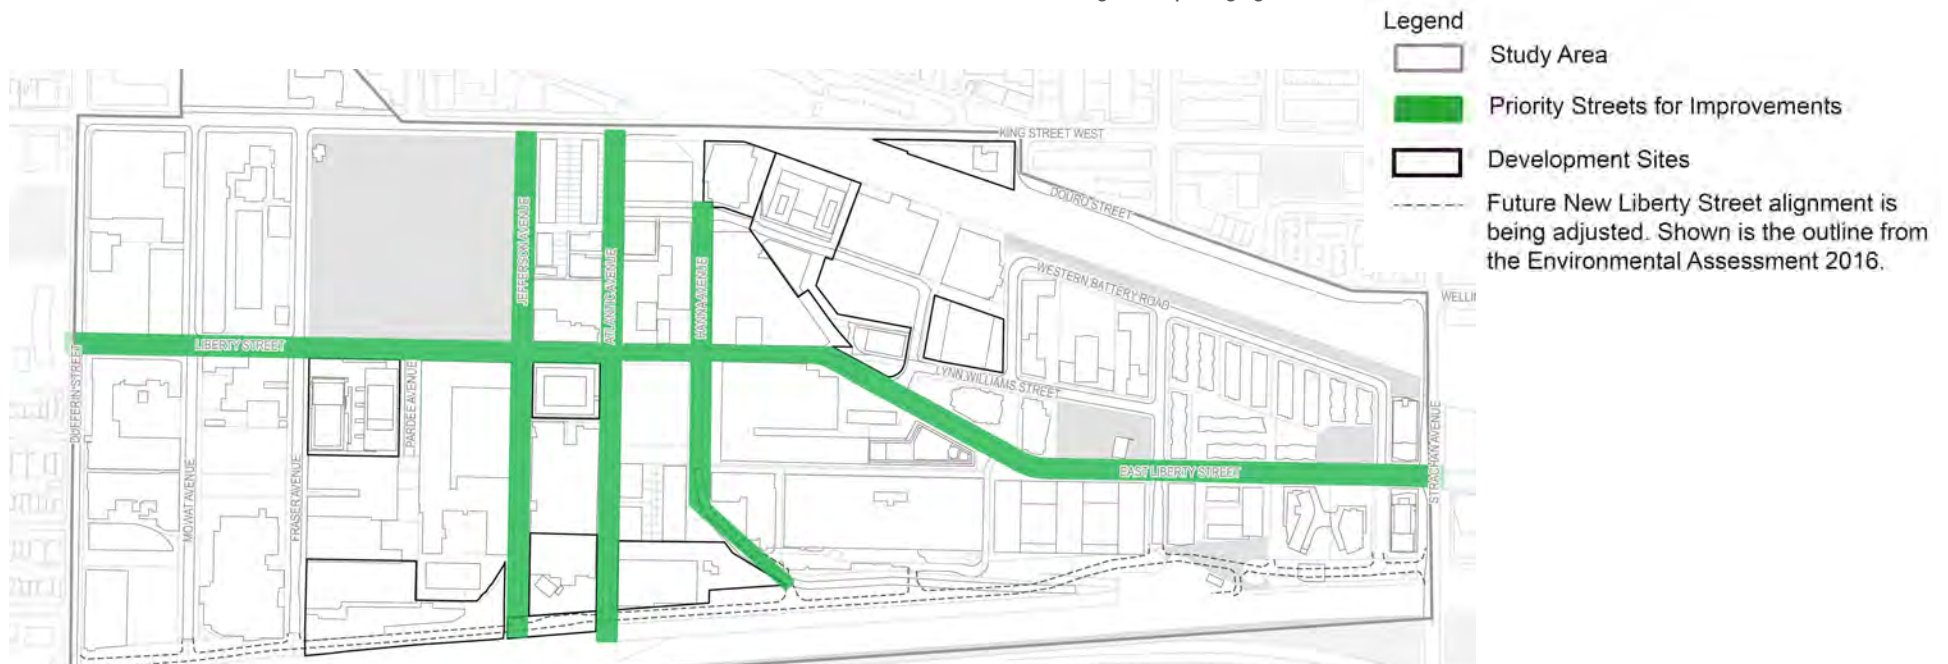 Legend
Study Area
Priority Streets for Improvements
Development Sites
Future New Liberty Street alignment is
being adjusted. Shown is the outline from
the Environmental Assessment 2016.
KING STREET WEST
DOURO STREET
WESTERN BATTERY ROAD
JEFFERSON AVENUE
ATLANTIC AVENUE
HANNA AVENUE
LIBERTY STREET
LYNN WILLIAMS STREET
DUFFERIN STREET
PARDEE AVENUE
MOWAT AVENUE
FRASER AVENUE
EAST LIBERTY STREET
STRACHAN AVENUE